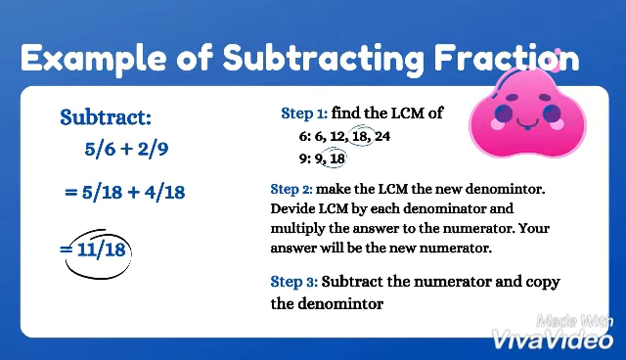 Example of Subtracting Fraction
Subtract:
5/6 + 2/9
= 5/18 + 4/18
= 11/18
Step 1: find the LCM of
6: 6, 12, 18, 24
9: 9, 18
Step 2: make the LCM the new denomintor.
Devide LCM by each denominator and
multiply the answer to the numerator. Your
answer will be the new numerator.
Step 3: Subtract the numerator and copy
the denomintor
Made With
VivaVideo